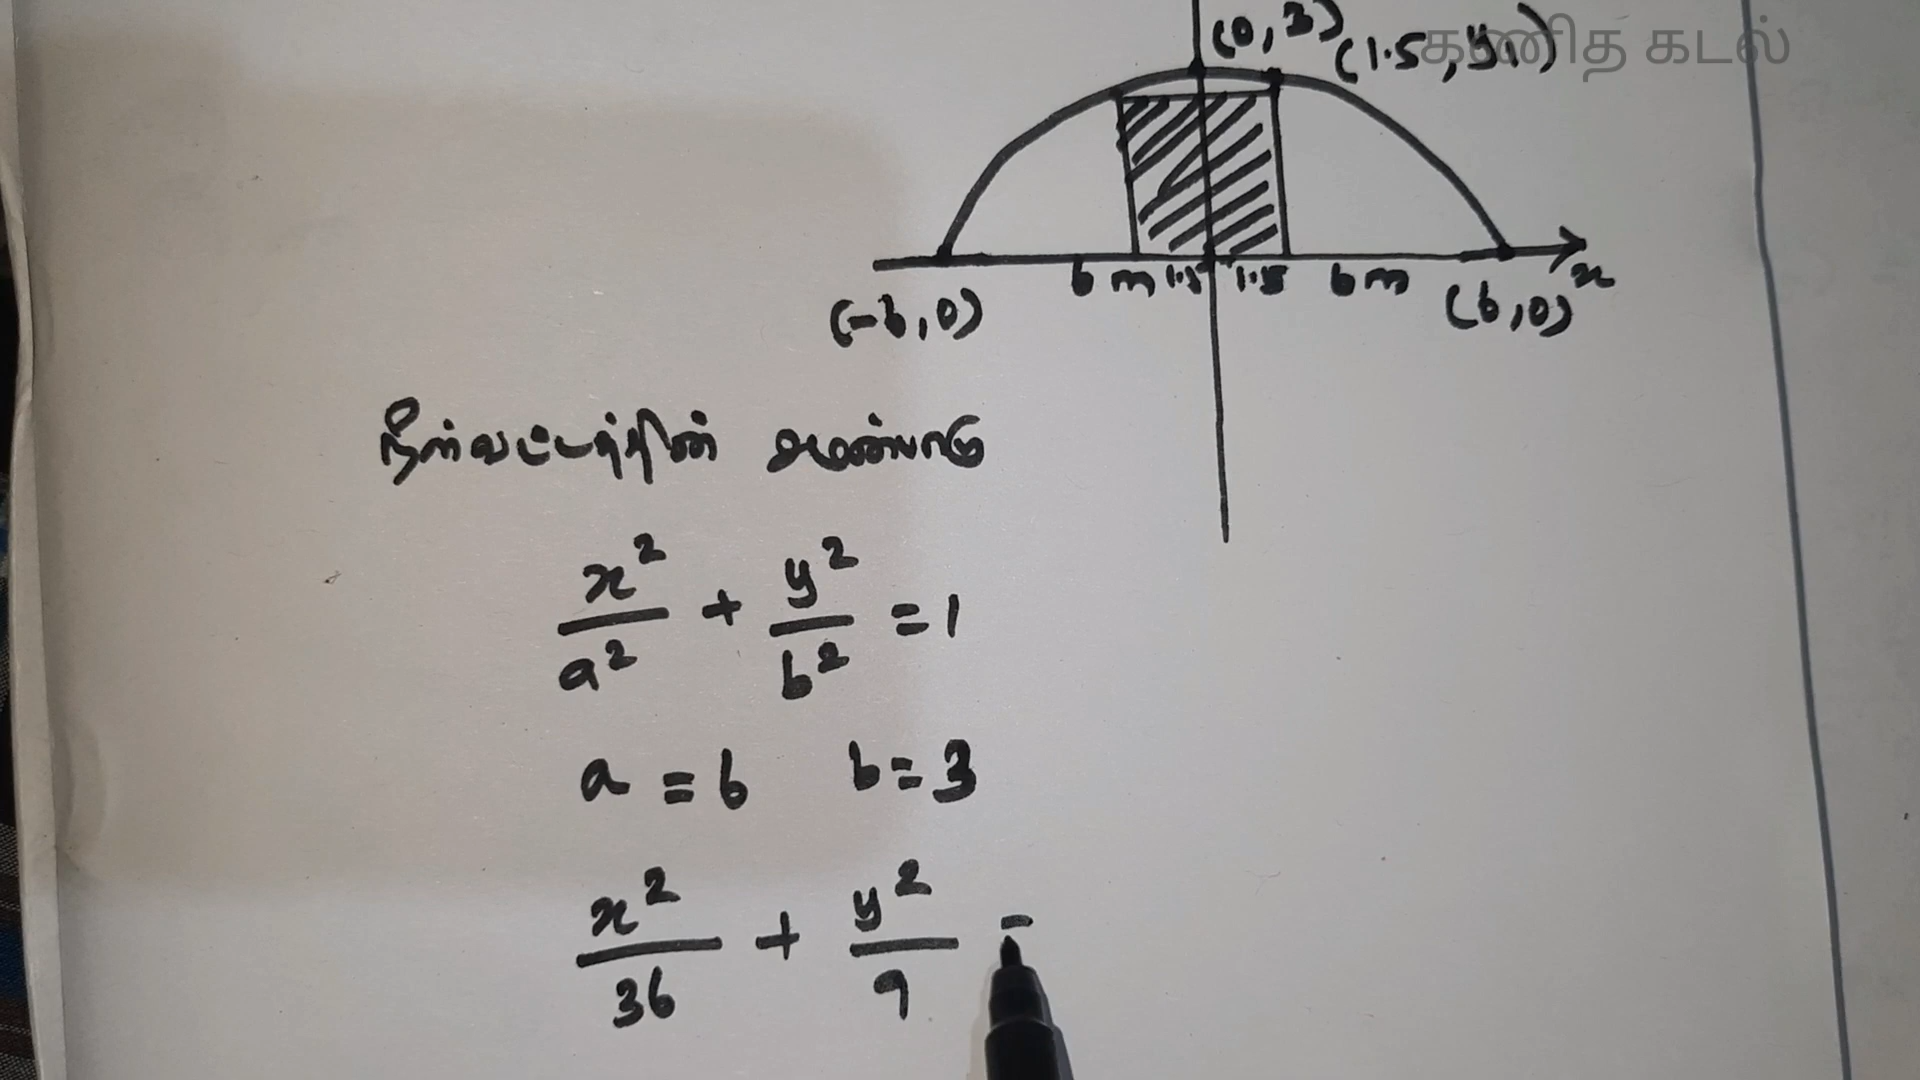 (0, 3) (1.5, y₁)
கணித கடல்
6 m 1.5 1.5 6 m x
(-6, 0) (6, 0)
நீள்வட்டத்தின் சமன்பாடு
x²/a² + y²/b² = 1
a = 6 b = 3
x²/36 + y²/9 =